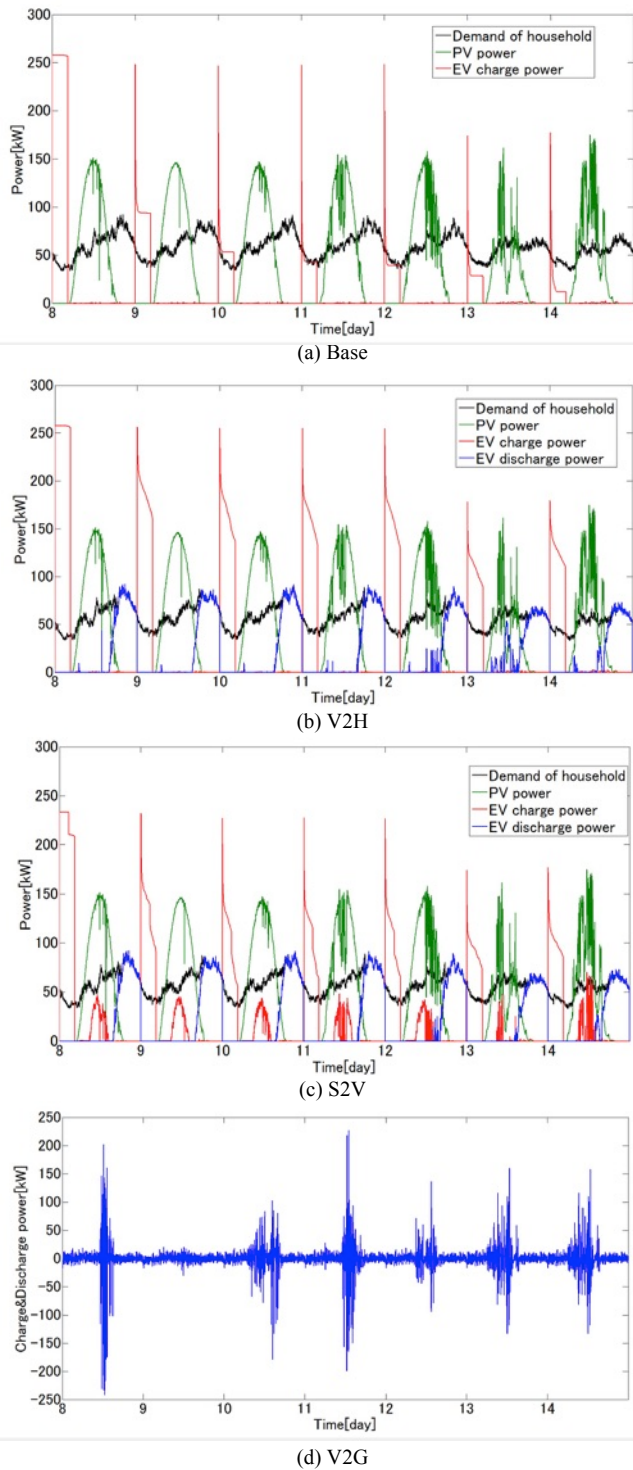 300
250
200
150
100
50
0
Power[kW]
Demand of household
PV power
EV charge power
8 9 10 11 12 13 14
Time[day]
(a) Base
300
250
200
150
100
50
0
Power[kW]
Demand of household
PV power
EV charge power
EV discharge power
8 9 10 11 12 13 14
Time[day]
(b) V2H
300
250
200
150
100
50
0
Power[kW]
Demand of household
PV power
EV charge power
EV discharge power
8 9 10 11 12 13 14
Time[day]
(c) S2V
250
200
150
100
50
0
-50
-100
-150
-200
-250
Charge&Discharge power[kW]
8 9 10 11 12 13 14
Time[day]
(d) V2G